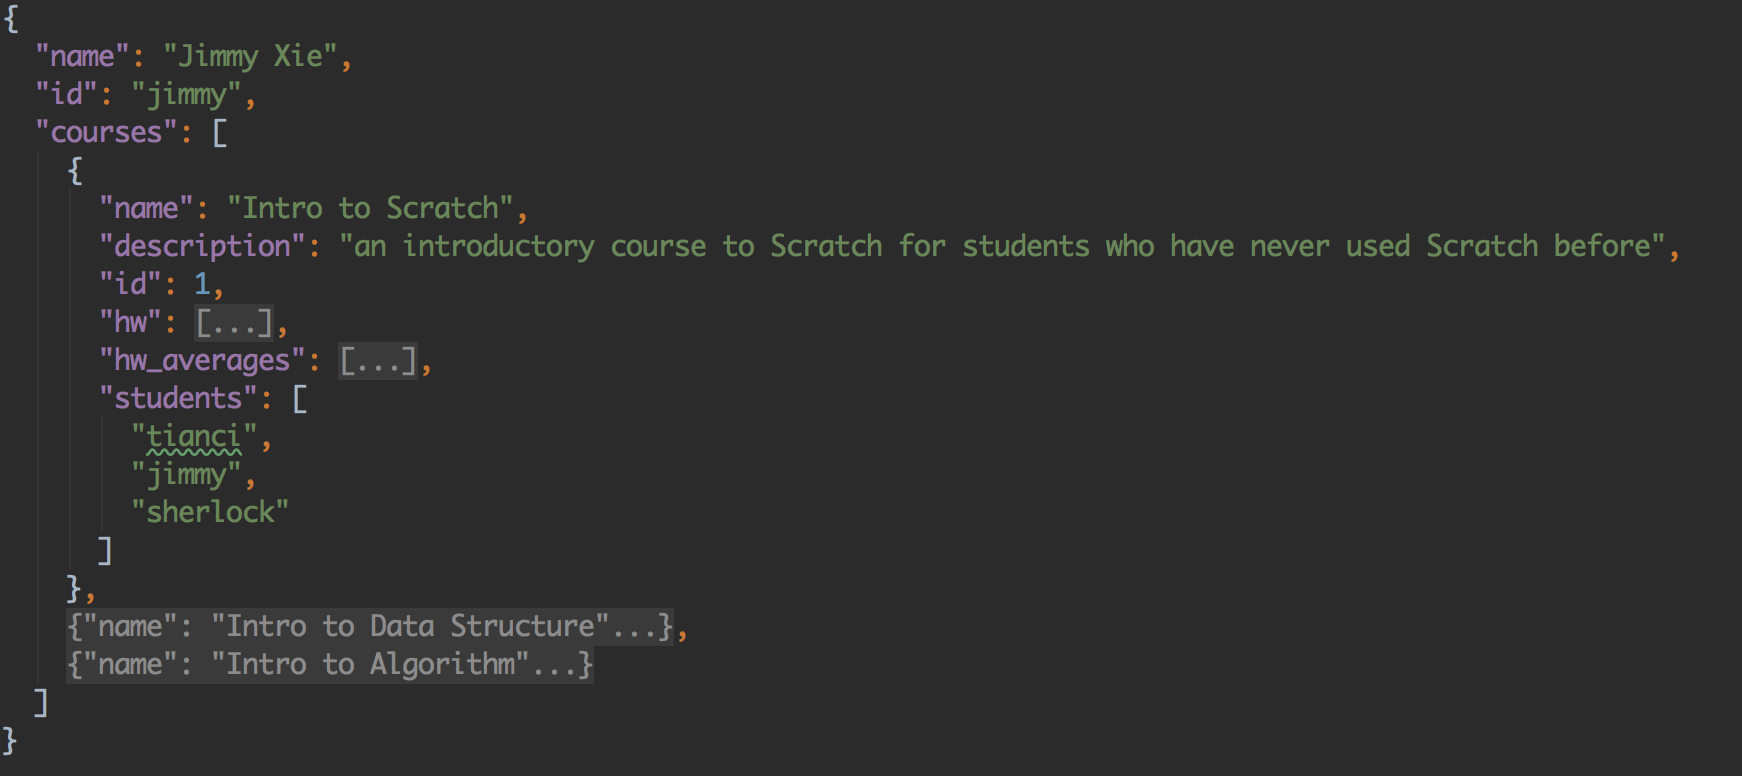 {
"name": "Jimmy Xie",
"id": "jimmy",
"courses": [
{
"name": "Intro to Scratch",
"description": "an introductory course to Scratch for students who have never used Scratch before",
"id": 1,
"hw": [...],
"hw_averages": [...],
"students": [
"tianci",
"jimmy",
"sherlock"
]
},
{"name": "Intro to Data Structure"...},
{"name": "Intro to Algorithm"...}
]
}